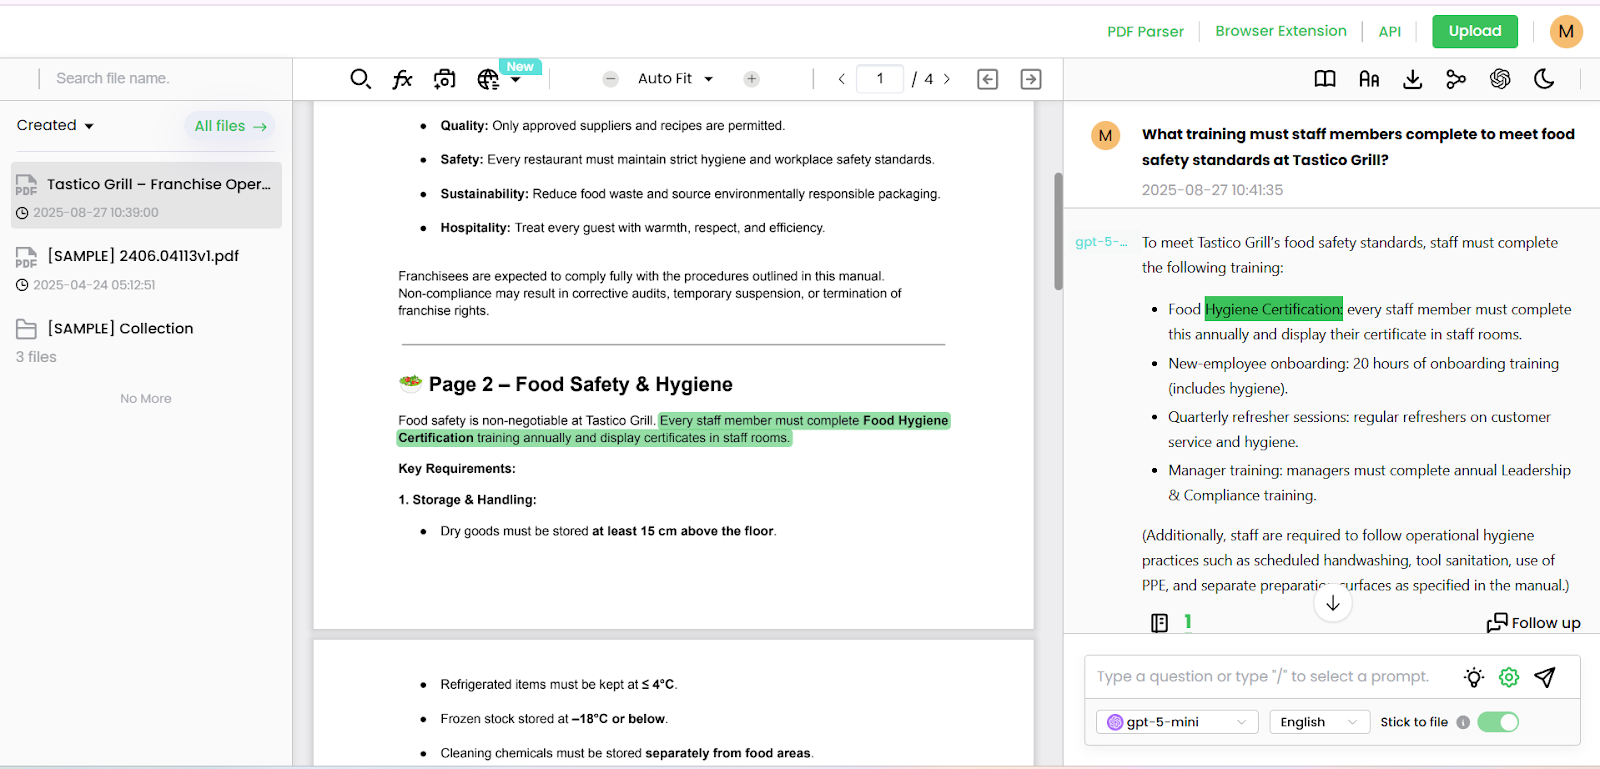 PDF Parser
Browser Extension
API
Upload
M
Search file name.
fx
New
Auto Fit
1 / 4
Aa
Created
All files →
PDF
Tastico Grill – Franchise Oper...
2025-08-27 10:39:00
PDF
[SAMPLE] 2406.04113v1.pdf
2025-04-24 05:12:51
[SAMPLE] Collection
3 files
No More
• Quality: Only approved suppliers and recipes are permitted.
• Safety: Every restaurant must maintain strict hygiene and workplace safety standards.
• Sustainability: Reduce food waste and source environmentally responsible packaging.
• Hospitality: Treat every guest with warmth, respect, and efficiency.
Franchisees are expected to comply fully with the procedures outlined in this manual.
Non-compliance may result in corrective audits, temporary suspension, or termination of
franchise rights.
🥗 Page 2 – Food Safety & Hygiene
Food safety is non-negotiable at Tastico Grill. Every staff member must complete Food Hygiene
Certification training annually and display certificates in staff rooms.
Key Requirements:
1. Storage & Handling:
• Dry goods must be stored at least 15 cm above the floor.
• Refrigerated items must be kept at ≤ 4°C.
• Frozen stock stored at –18°C or below.
• Cleaning chemicals must be stored separately from food areas.
M
What training must staff members complete to meet food
safety standards at Tastico Grill?
2025-08-27 10:41:35
gpt-5-...
To meet Tastico Grill's food safety standards, staff must complete
the following training:
• Food Hygiene Certification: every staff member must complete
this annually and display their certificate in staff rooms.
• New-employee onboarding: 20 hours of onboarding training
(includes hygiene).
• Quarterly refresher sessions: regular refreshers on customer
service and hygiene.
• Manager training: managers must complete annual Leadership
& Compliance training.
(Additionally, staff are required to follow operational hygiene
practices such as scheduled handwashing, tool sanitation, use of
PPE, and separate preparation surfaces as specified in the manual.)
1
Follow up
Type a question or type "/" to select a prompt.
gpt-5-mini
English
Stick to file